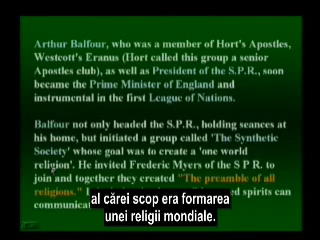 Arthur Balfour, who was a member of Hort's Apostles,
Westcott's Eranus (Hort called this group a senior
Apostles club), as well as President of the S.P.R., soon
became the Prime Minister of England and
instrumental in the first League of Nations.
Balfour not only headed the S.P.R., holding seances at
his home, but initiated a group called 'The Synthetic
Society' whose goal was to create a 'one world
religion'. He invited Frederic Myers of the S P R. to
join and together they created "The preamble of all
religions."
spirits can
communicat
al cărei scop era formarea
unei religii mondiale.